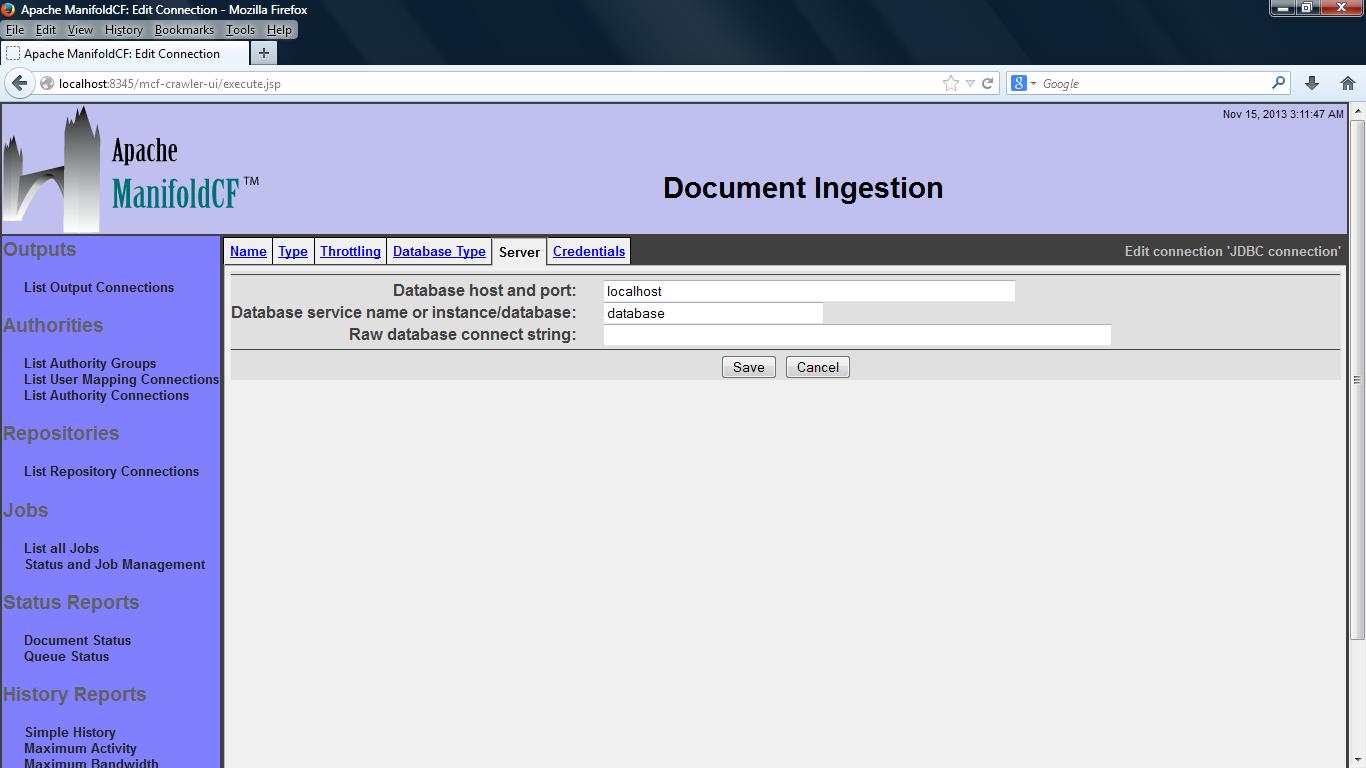 Apache ManifoldCF: Edit Connection - Mozilla Firefox
File Edit View History Bookmarks Tools Help
Apache ManifoldCF: Edit Connection
localhost:8345/mcf-crawler-ui/execute.jsp
Google
Nov 15, 2013 3:11:47 AM
Apache
ManifoldCF™
Document Ingestion
Outputs
List Output Connections
Authorities
List Authority Groups
List User Mapping Connections
List Authority Connections
Repositories
List Repository Connections
Jobs
List all Jobs
Status and Job Management
Status Reports
Document Status
Queue Status
History Reports
Simple History
Maximum Activity
Maximum Bandwidth
Name Type Throttling Database Type Server Credentials Edit connection 'JDBC connection'
Database host and port: localhost
Database service name or instance/database: database
Raw database connect string:
Save Cancel